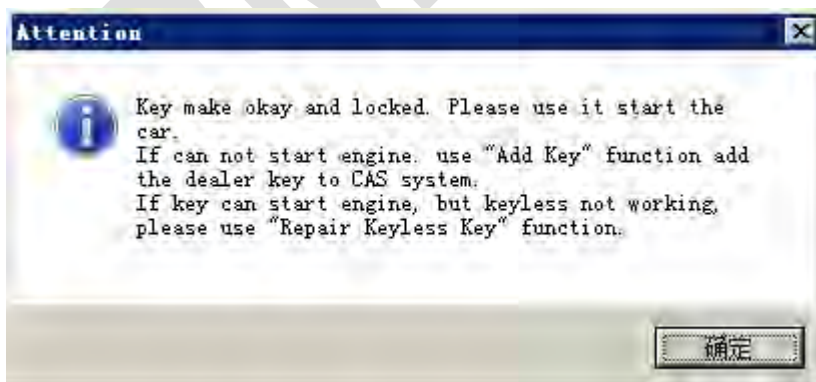 Attention
Key make okay and locked. Please use it start the
car.
If can not start engine. use "Add Key" function add
the dealer key to CAS system.
If key can start engine, but keyless not working,
please use "Repair Keyless Key" function.
确定